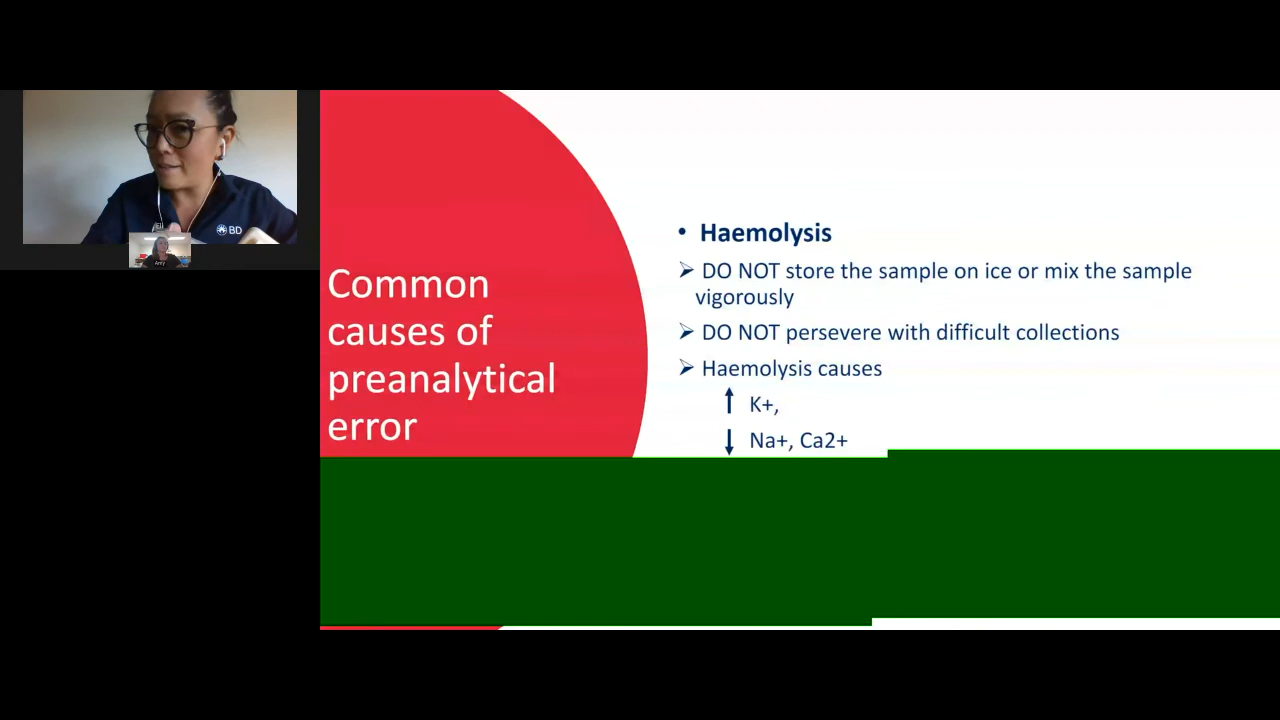 BD
Amy
Common
causes of
preanalytical
error
• Haemolysis
➢ DO NOT store the sample on ice or mix the sample
vigorously
➢ DO NOT persevere with difficult collections
➢ Haemolysis causes
↑ K+,
↓ Na+, Ca2+